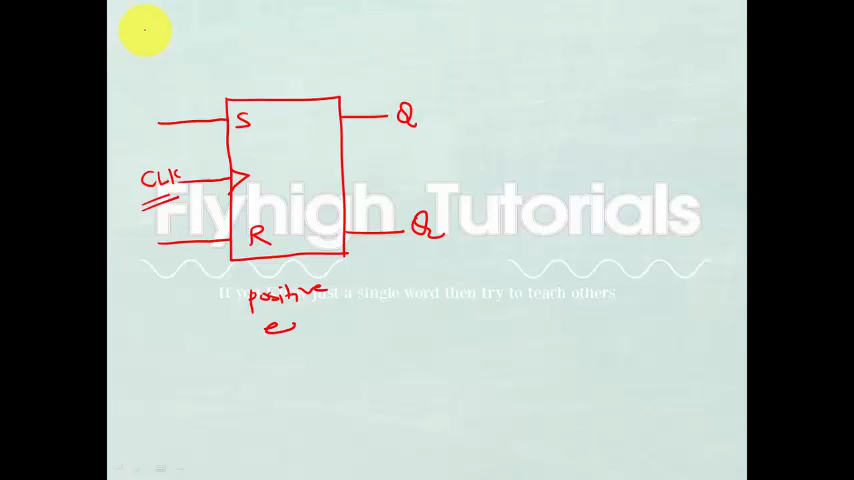 S
Q
CLK
Flyhigh Tutorials
R
Q
If you just a single word then try to teach others
positive
e